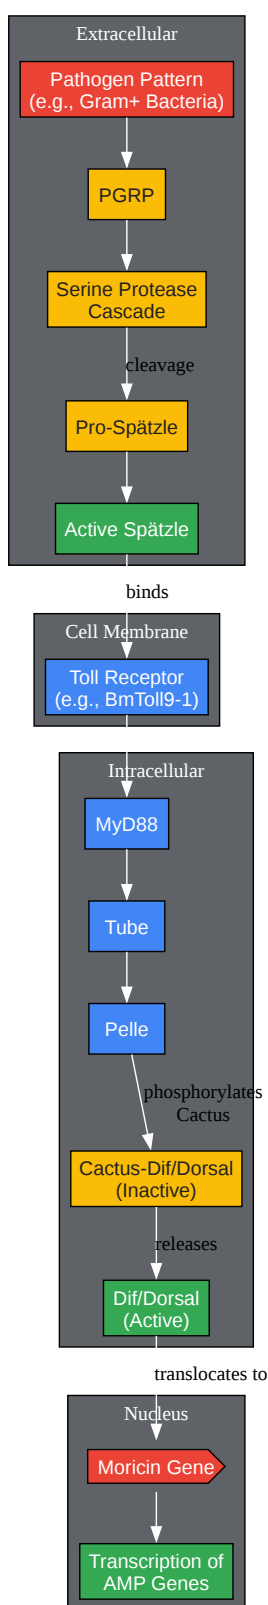 Extracellular
Pathogen Pattern
(e.g., Gram+ Bacteria)
PGRP
Serine Protease
Cascade
cleavage
Pro-Spätzle
Active Spätzle
binds
Cell Membrane
Toll Receptor
(e.g., BmToll9-1)
Intracellular
MyD88
Tube
Pelle
phosphorylates
Cactus
Cactus-Dif/Dorsal
(Inactive)
releases
Dif/Dorsal
(Active)
translocates to
Nucleus
Moricin Gene
Transcription of
AMP Genes